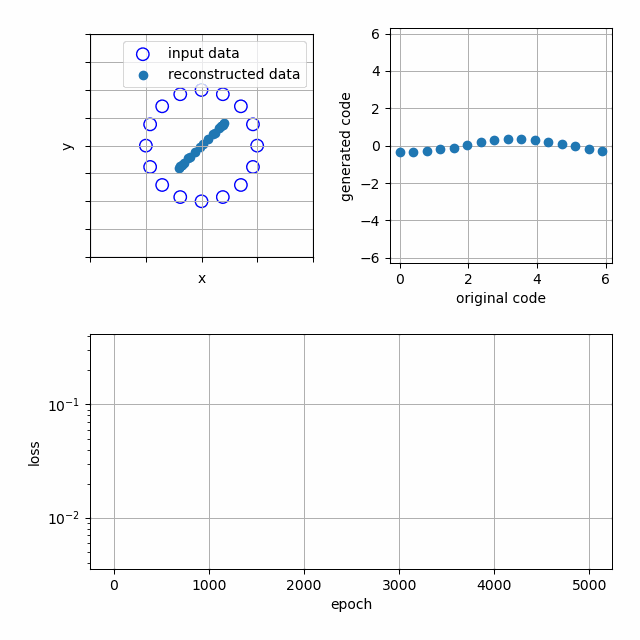 input data
reconstructed data
y
x
generated code
6
4
2
0
−2
−4
−6
0
2
4
6
original code
loss
10⁻¹
10⁻²
0
1000
2000
3000
4000
5000
epoch